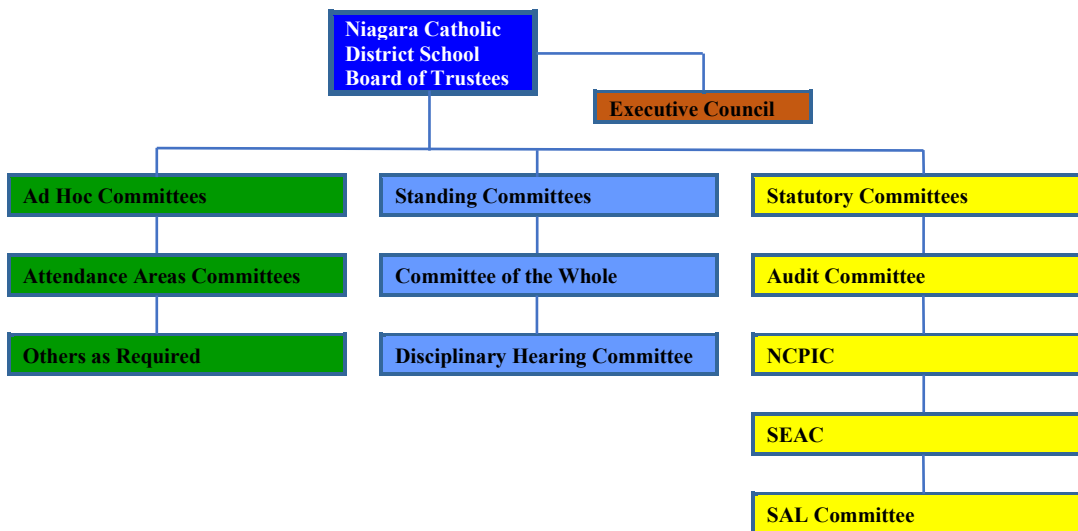 Niagara Catholic
District School
Board of Trustees
Executive Council
Ad Hoc Committees
Standing Committees
Statutory Committees
Attendance Areas Committees
Committee of the Whole
Audit Committee
Others as Required
Disciplinary Hearing Committee
NCPIC
SEAC
SAL Committee